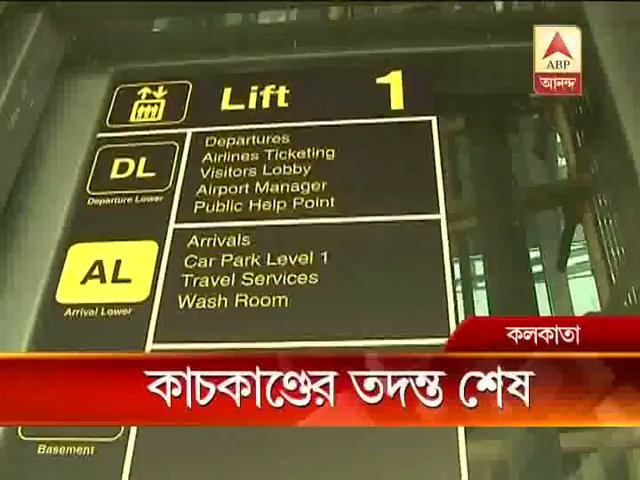 ABP
আনন্দ
Lift 1
DL
Departure Lower
Departures
Airlines Ticketing
Visitors Lobby
Airport Manager
Public Help Point
AL
Arrival Lower
Arrivals
Car Park Level 1
Travel Services
Wash Room
কলকাতা
কাচকাণ্ডের তদন্ত শেষ
Basement